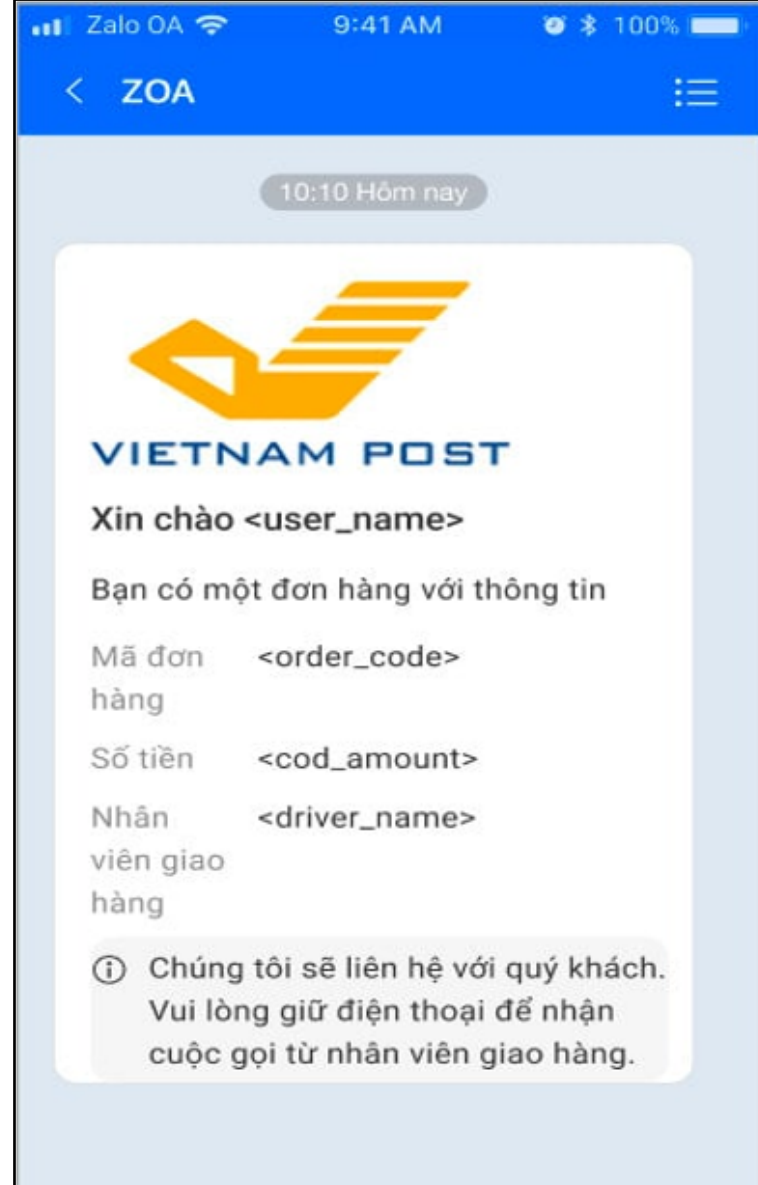 Zalo OA 9:41 AM 100%
ZOA
10:10 Hôm nay
VIETNAM POST
Xin chào <user_name>
Bạn có một đơn hàng với thông tin
Mã đơn <order_code>
hàng
Số tiền <cod_amount>
Nhân <driver_name>
viên giao
hàng
Chúng tôi sẽ liên hệ với quý khách.
Vui lòng giữ điện thoại để nhận
cuộc gọi từ nhân viên giao hàng.